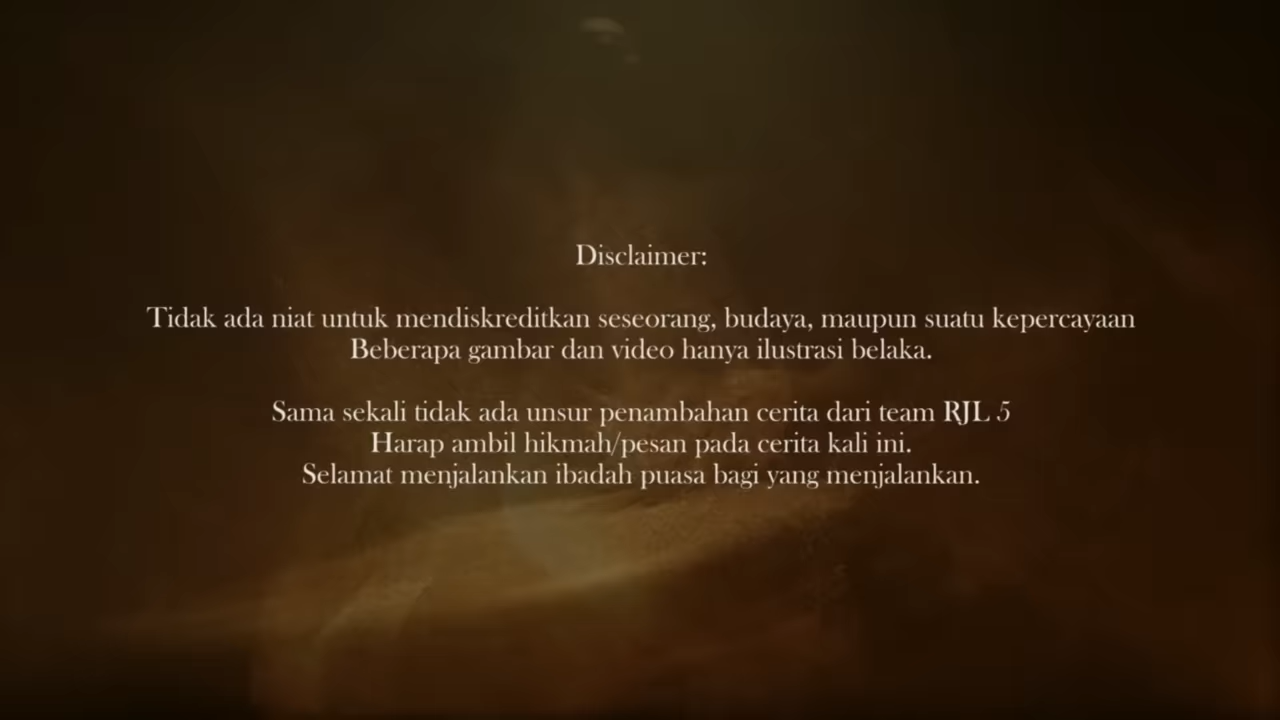 Disclaimer:
Tidak ada niat untuk mendiskreditkan seseorang, budaya, maupun suatu kepercayaan
Beberapa gambar dan video hanya ilustrasi belaka.
Sama sekali tidak ada unsur penambahan cerita dari team RJL 5
Harap ambil hikmah/pesan pada cerita kali ini.
Selamat menjalankan ibadah puasa bagi yang menjalankan.